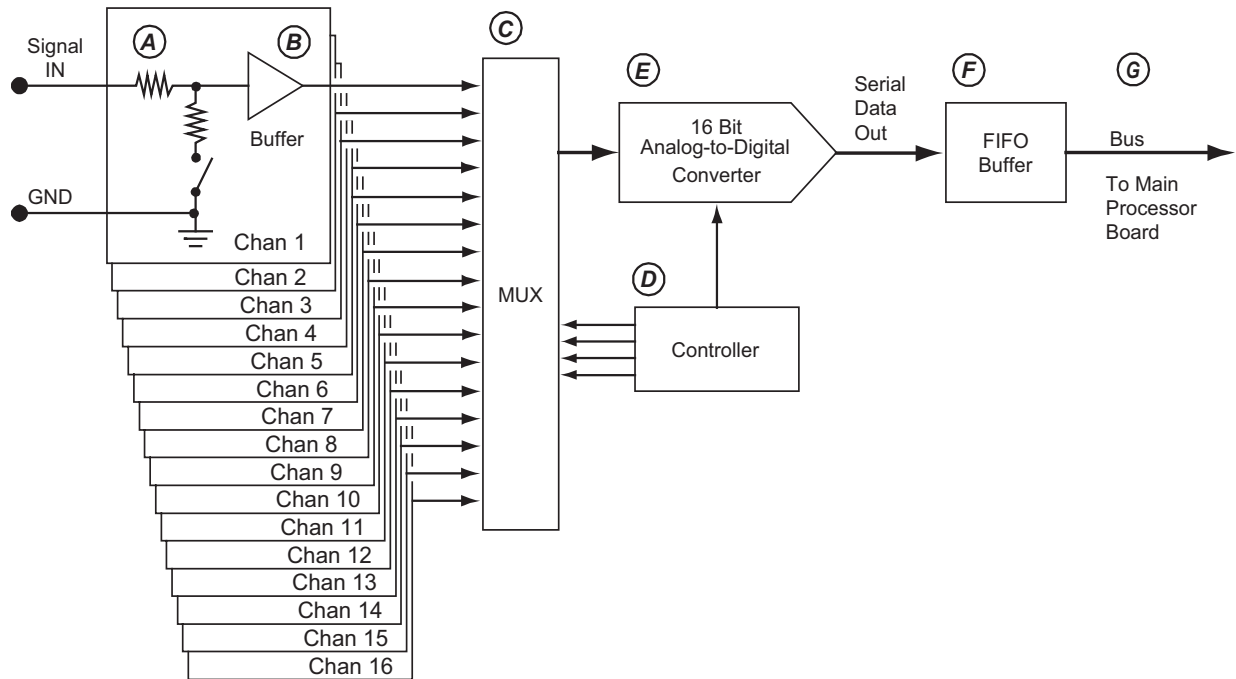 Signal
IN
A
B
Buffer
GND
Chan 1
Chan 2
Chan 3
Chan 4
Chan 5
Chan 6
Chan 7
Chan 8
Chan 9
Chan 10
Chan 11
Chan 12
Chan 13
Chan 14
Chan 15
Chan 16
C
MUX
D
Controller
E
16 Bit
Analog-to-Digital
Converter
Serial
Data
Out
F
FIFO
Buffer
G
Bus
To Main
Processor
Board